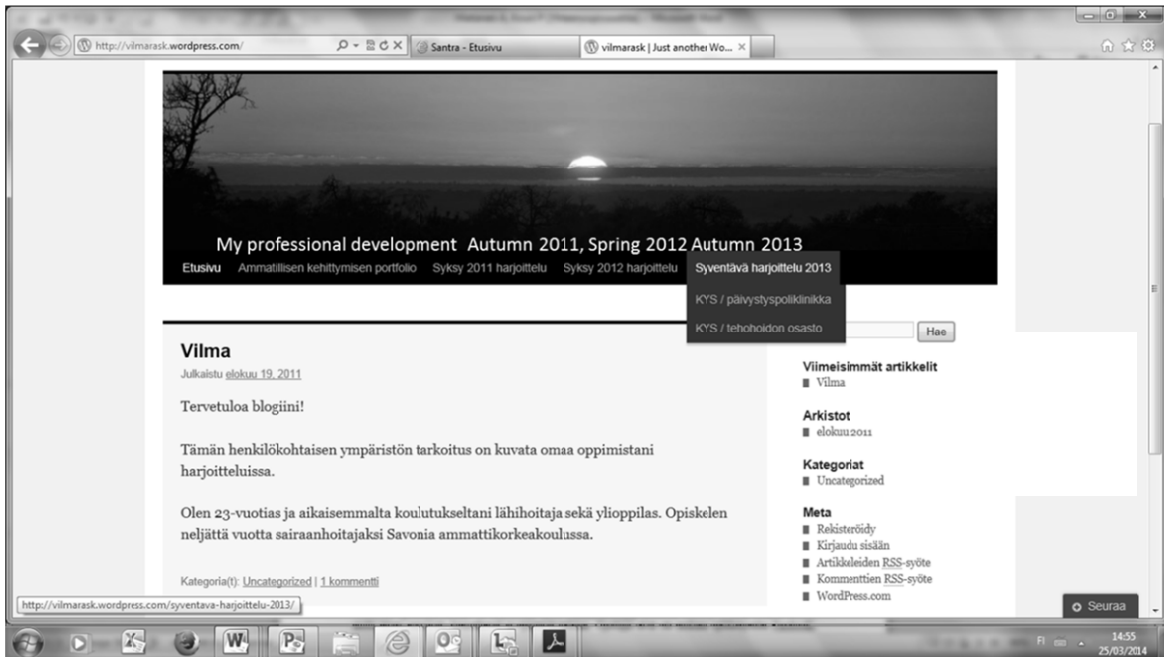 http://vilmarask.wordpress.com/
Santra - Etusivu
vilmarask | Just another Wo...
My professional development Autumn 2011, Spring 2012 Autumn 2013
Etusivu Ammatillisen kehittymisen portfolio Syksy 2011 harjoittelu Syksy 2012 harjoittelu Syventävä harjoittelu 2013
KYS / päivystyspoliklinikka
KYS / tehohoidon osasto
Hae
Vilma
Julkaistu elokuu 19, 2011
Tervetuloa blogiini!
Tämän henkilökohtaisen ympäristön tarkoitus on kuvata omaa oppimistani
harjoitteluissa.
Olen 23-vuotias ja aikaisemmalta koulutukseltani lähihoitaja sekä ylioppilas. Opiskelen
neljättä vuotta sairaanhoitajaksi Savonia ammattikorkeakoulussa.
Kategoria(t): Uncategorized | 1 kommentti
Viimeisimmät artikkelit
Vilma
Arkistot
elokuu 2011
Kategoriat
Uncategorized
Meta
Rekisteröidy
Kirjaudu sisään
Artikkeleiden RSS-syöte
Kommenttien RSS-syöte
WordPress.com
http://vilmarask.wordpress.com/syventava-harjoittelu-2013/
Seuraa
FI
14:55
25/03/2014